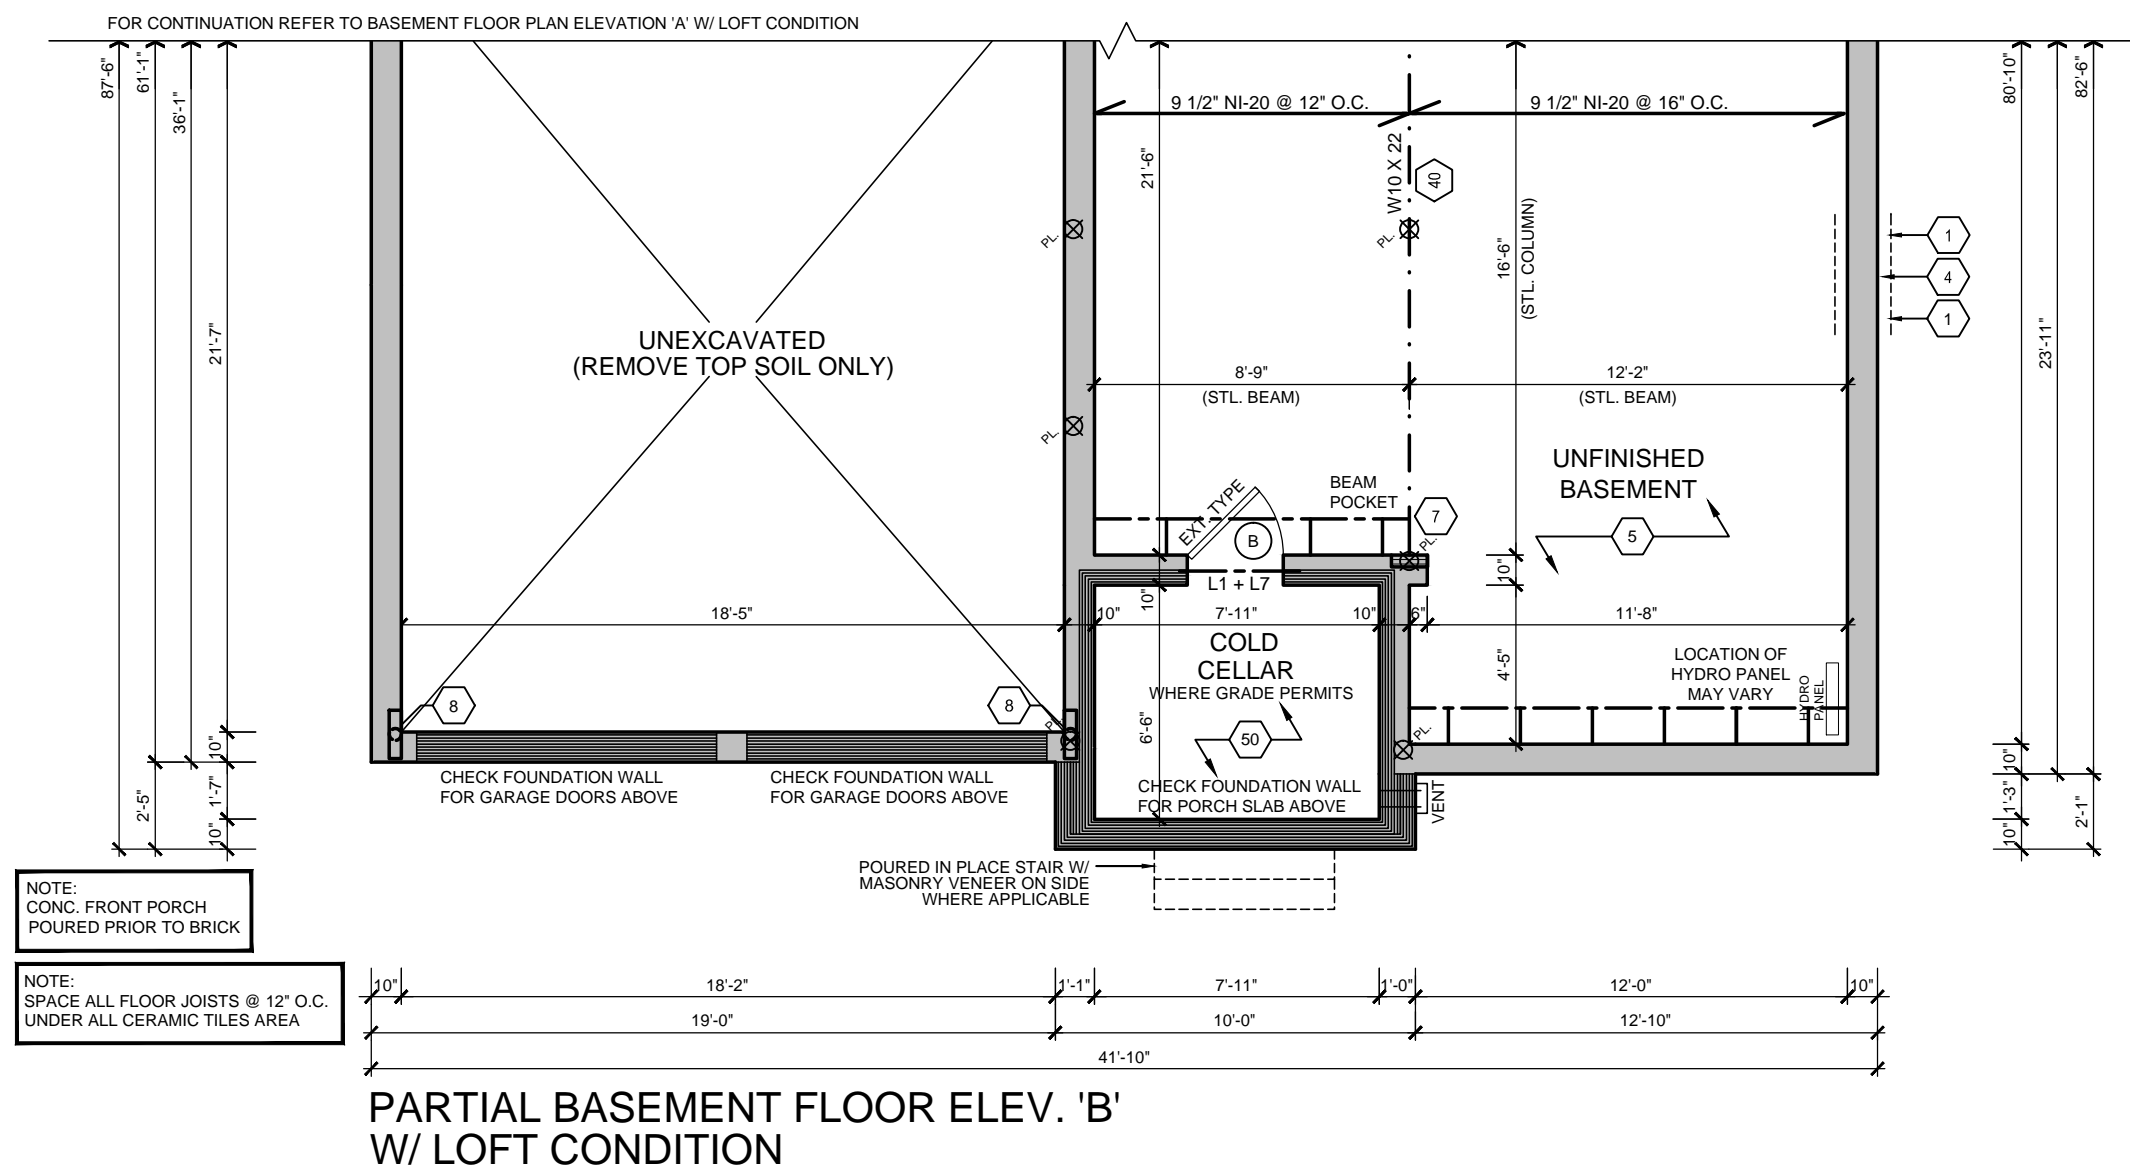 FOR CONTINUATION REFER TO BASEMENT FLOOR PLAN ELEVATION 'A' W/ LOFT CONDITION
87'-6"
61'-1"
36'-1"
21'-7"
10"
1'-7"
10"
2'-5"
9 1/2" NI-20 @ 12" O.C.
9 1/2" NI-20 @ 16" O.C.
21'-6"
W10 X 22
40
16'-6"
(STL. COLUMN)
80'-10"
82'-6"
23'-11"
PL.
PL.
PL.
1
4
1
UNEXCAVATED
(REMOVE TOP SOIL ONLY)
8'-9"
(STL. BEAM)
12'-2"
(STL. BEAM)
UNFINISHED
BASEMENT
5
BEAM
POCKET
7
PL.
EXT. TYPE
B
L1 + L7
10"
10"
18'-5"
10"
7'-11"
10"
6"
11'-8"
COLD
CELLAR
WHERE GRADE PERMITS
50
6'-6"
4'-5"
LOCATION OF
HYDRO PANEL
MAY VARY
HYDRO
PANEL
8
8
PL.
PL.
CHECK FOUNDATION WALL
FOR GARAGE DOORS ABOVE
CHECK FOUNDATION WALL
FOR GARAGE DOORS ABOVE
CHECK FOUNDATION WALL
FOR PORCH SLAB ABOVE
VENT
10"
1'-3"
10"
2'-1"
POURED IN PLACE STAIR W/
MASONRY VENEER ON SIDE
WHERE APPLICABLE
NOTE:
CONC. FRONT PORCH
POURED PRIOR TO BRICK
NOTE:
SPACE ALL FLOOR JOISTS @ 12" O.C.
UNDER ALL CERAMIC TILES AREA
10"
18'-2"
1'-1"
7'-11"
1'-0"
12'-0"
10"
19'-0"
10'-0"
12'-10"
41'-10"
PARTIAL BASEMENT FLOOR ELEV. 'B'
W/ LOFT CONDITION